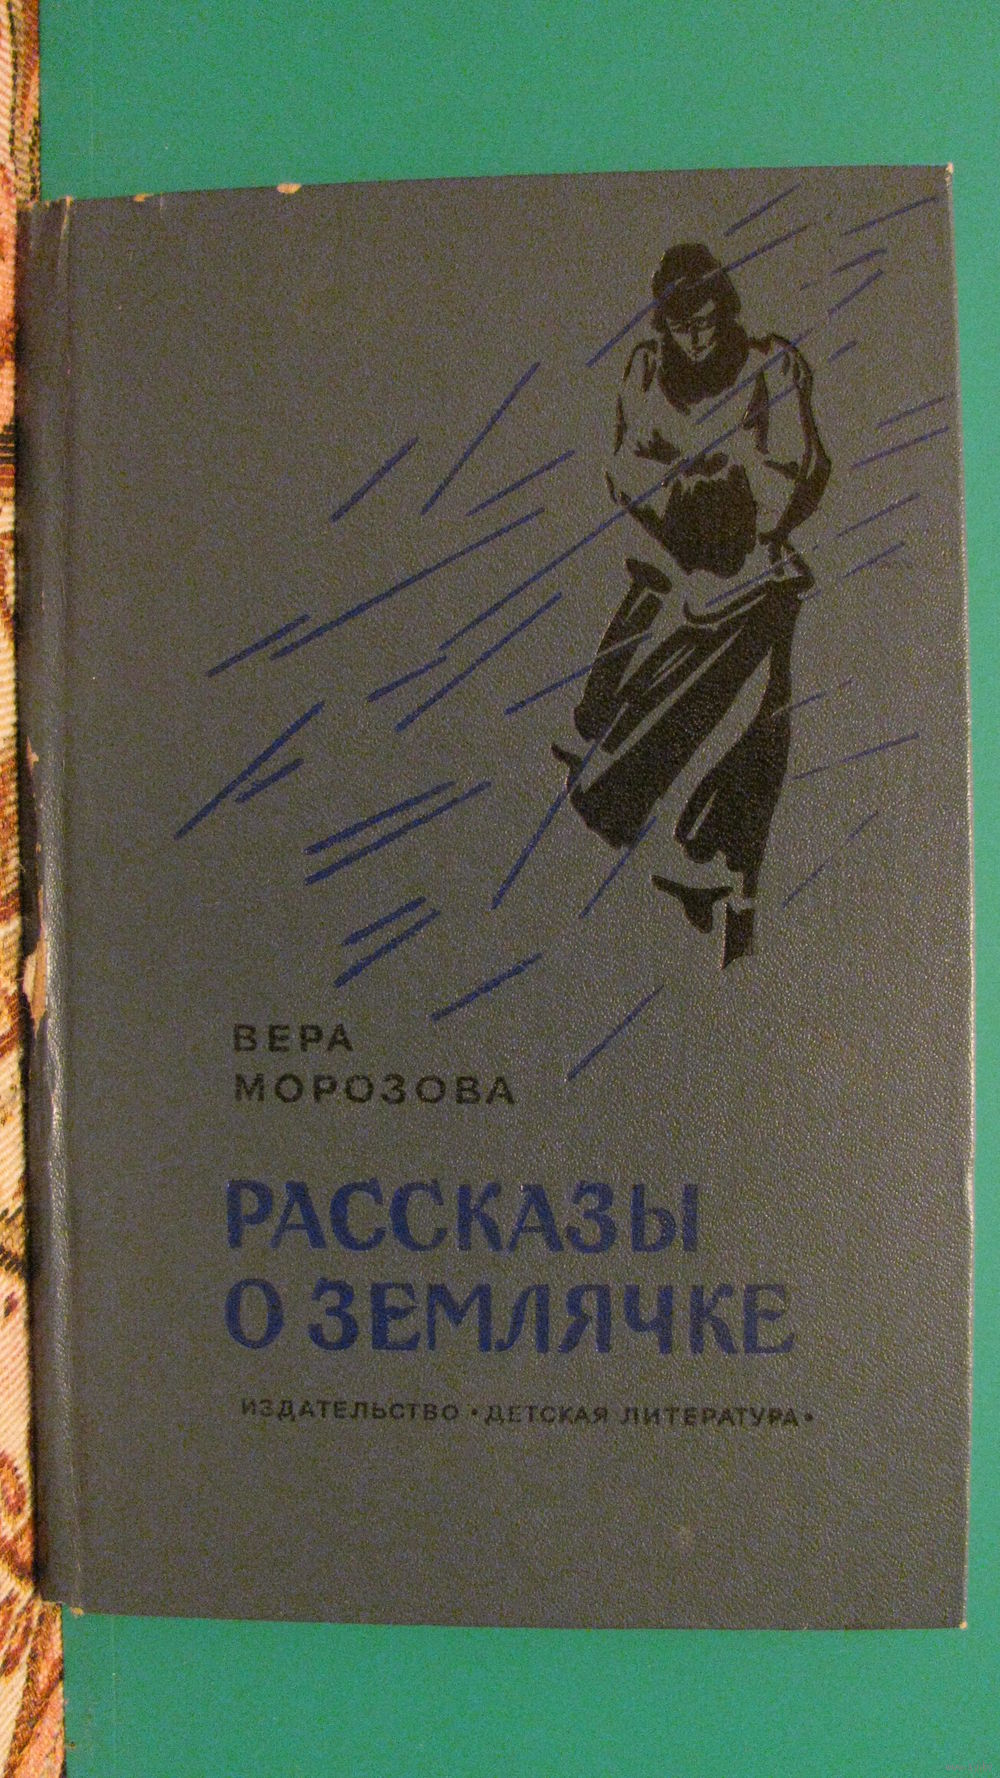 ВЕРА
МОРОЗОВА
РАССКАЗЫ
О ЗЕМЛЯЧКЕ
ИЗДАТЕЛЬСТВО • ДЕТСКАЯ ЛИТЕРАТУРА •